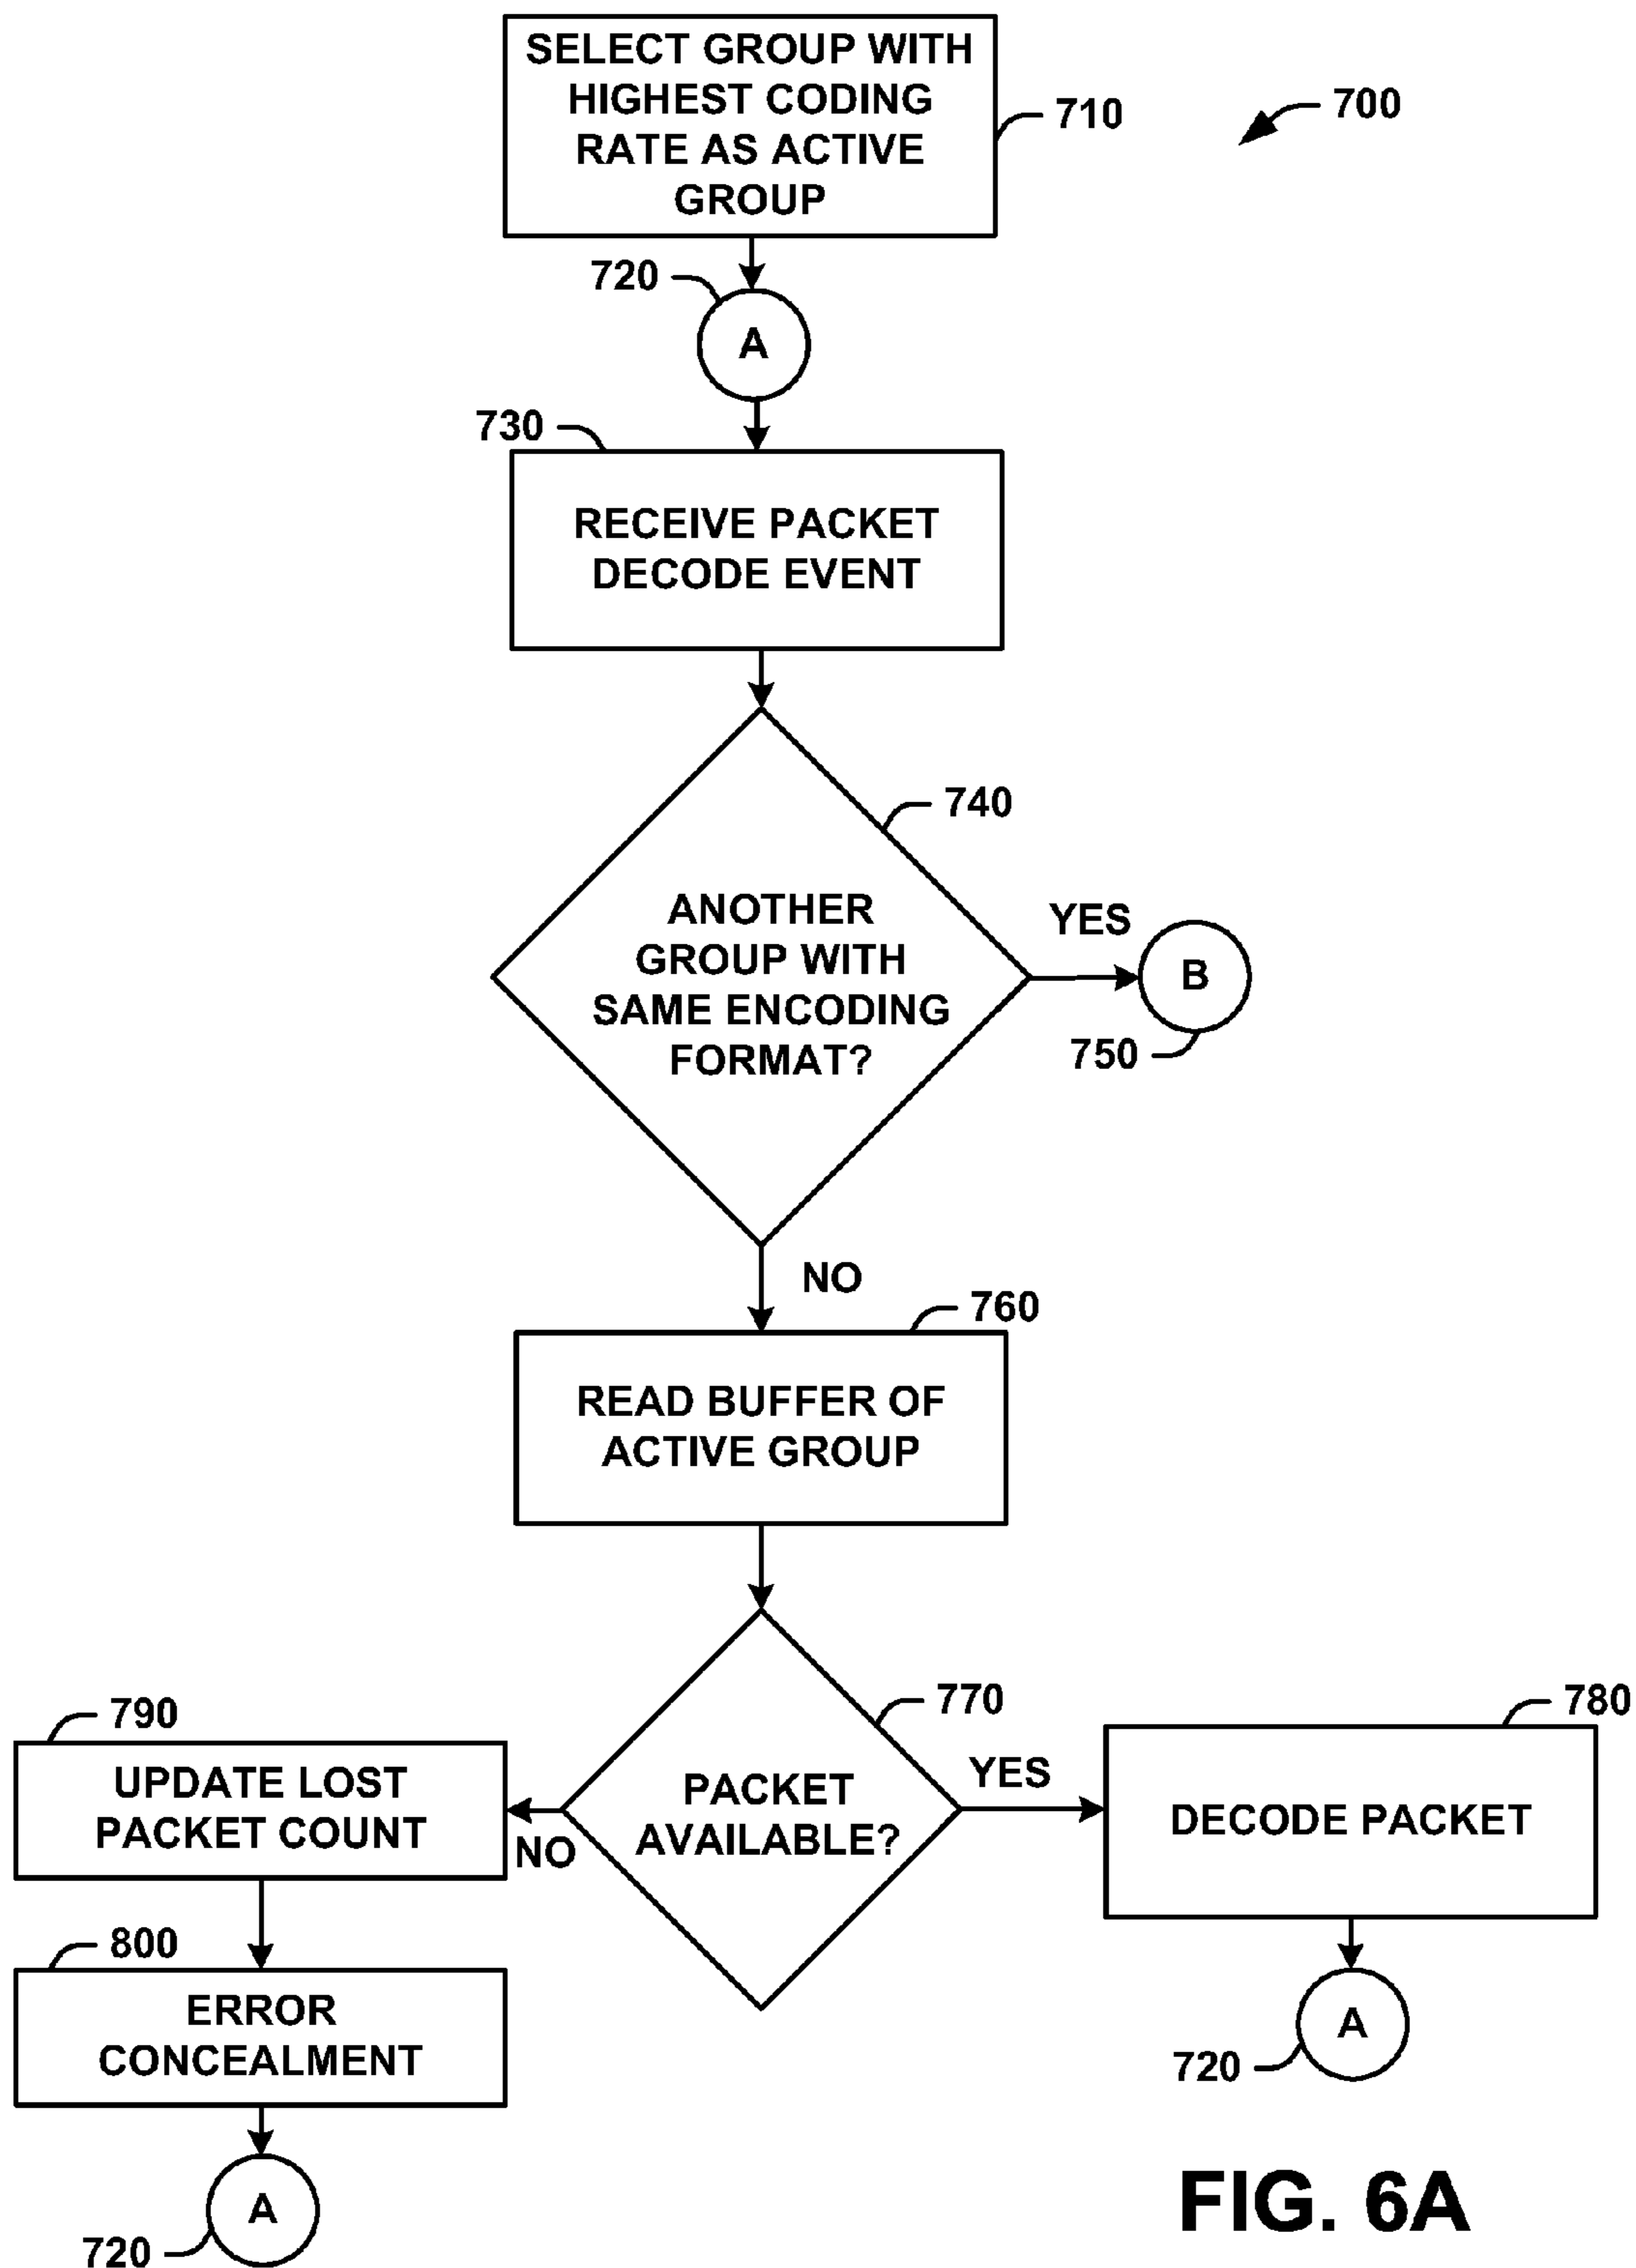 SELECT GROUP WITH
HIGHEST CODING
RATE AS ACTIVE
GROUP
710
700
720
A
730
RECEIVE PACKET
DECODE EVENT
740
ANOTHER
GROUP WITH
SAME ENCODING
FORMAT?
YES
B
750
NO
760
READ BUFFER OF
ACTIVE GROUP
770
PACKET
AVAILABLE?
YES
780
DECODE PACKET
A
720
NO
790
UPDATE LOST
PACKET COUNT
800
ERROR
CONCEALMENT
A
720
FIG. 6A